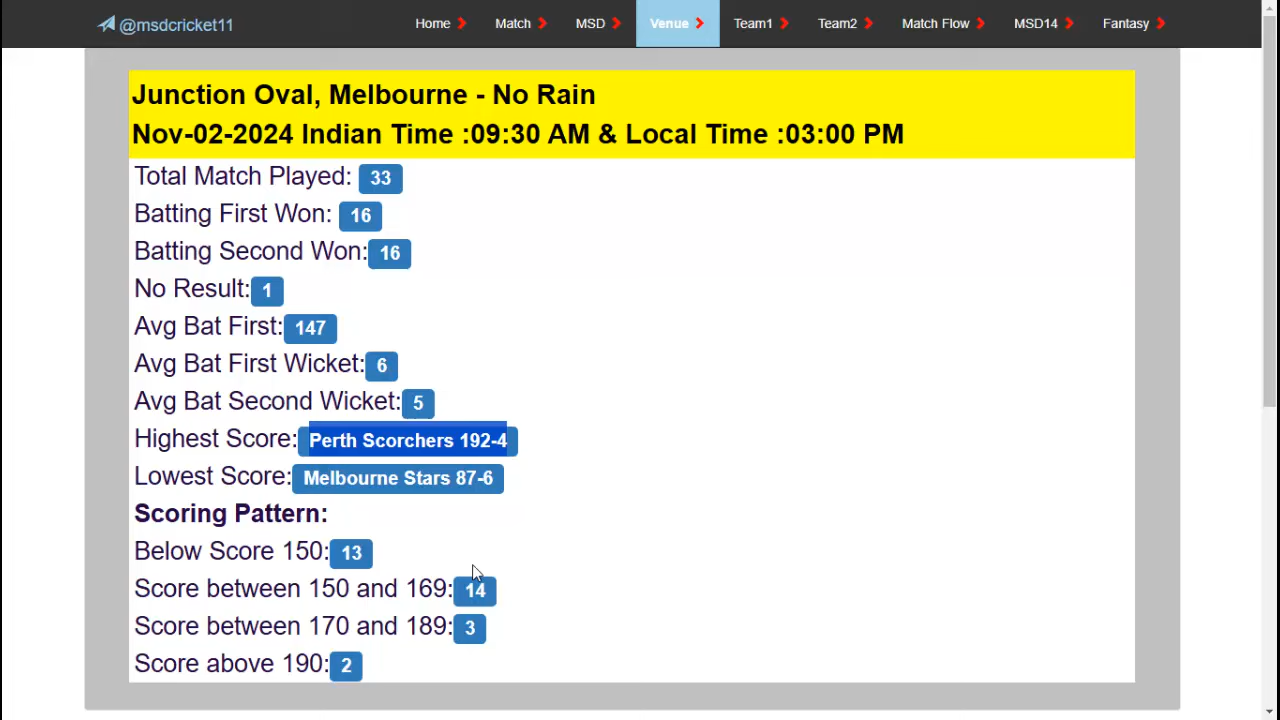 @msdcricket11 Home Match MSD Venue Team1 Team2 Match Flow MSD14 Fantasy
Junction Oval, Melbourne - No Rain
Nov-02-2024 Indian Time :09:30 AM & Local Time :03:00 PM
Total Match Played: 33
Batting First Won: 16
Batting Second Won: 16
No Result: 1
Avg Bat First: 147
Avg Bat First Wicket: 6
Avg Bat Second Wicket: 5
Highest Score: Perth Scorchers 192-4
Lowest Score: Melbourne Stars 87-6
Scoring Pattern:
Below Score 150: 13
Score between 150 and 169: 14
Score between 170 and 189: 3
Score above 190: 2